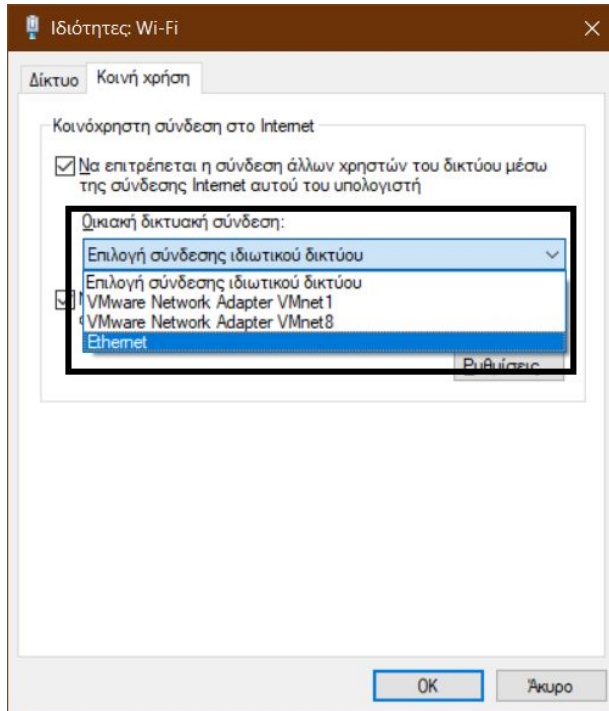 Ιδιότητες: Wi-Fi
Δίκτυο
Κοινή χρήση
Κοινόχρηστη σύνδεση στο Internet
Να επιτρέπεται η σύνδεση άλλων χρηστών του δικτύου μέσω
της σύνδεσης Internet αυτού του υπολογιστή
Οικιακή δικτυακή σύνδεση:
Επιλογή σύνδεσης ιδιωτικού δικτύου
Επιλογή σύνδεσης ιδιωτικού δικτύου
VMware Network Adapter VMnet1
VMware Network Adapter VMnet8
Ethernet
Ρυθμίσεις...
OK
Άκυρο